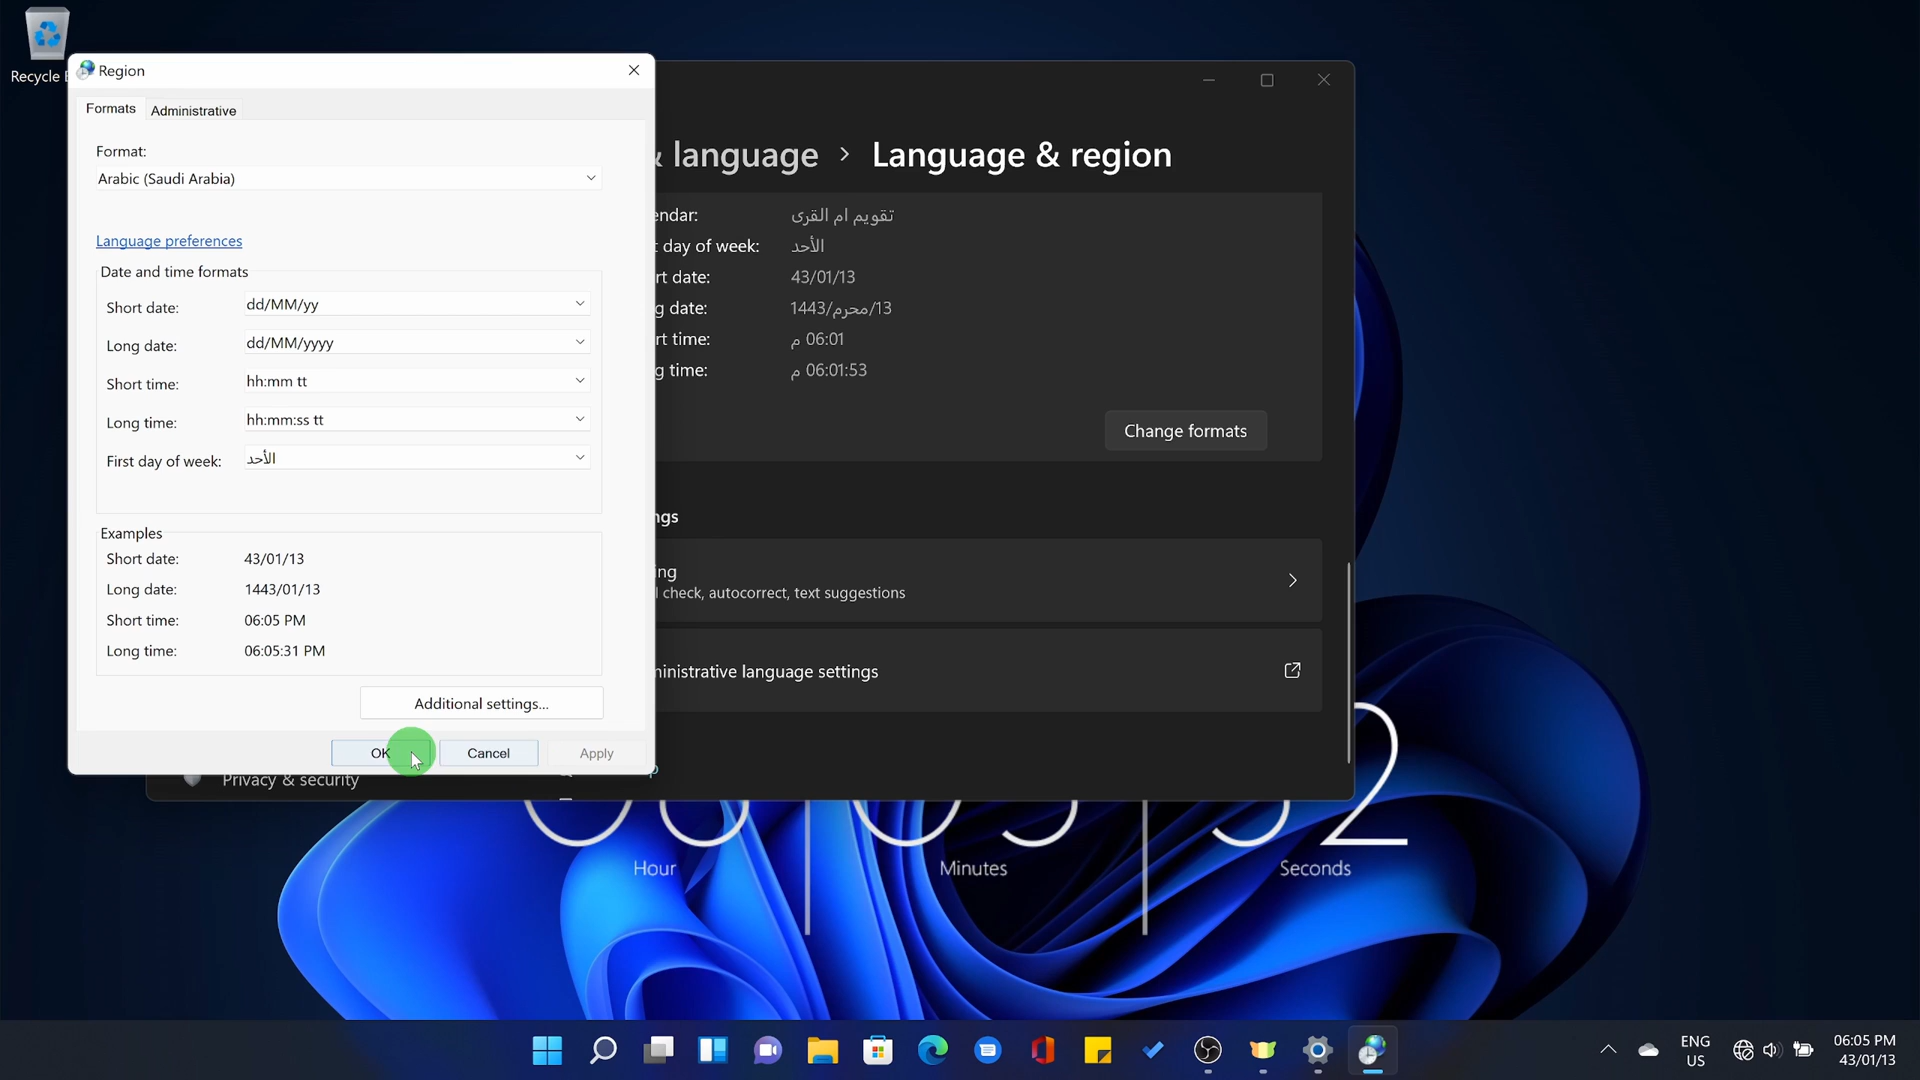 Recycle
Region
Formats
Administrative
Format:
Arabic (Saudi Arabia)
Language preferences
Date and time formats
Short date:
dd/MM/yy
Long date:
dd/MM/yyyy
Short time:
hh:mm tt
Long time:
hh:mm:ss tt
First day of week:
الأحد
Examples
Short date:
43/01/13
Long date:
1443/01/13
Short time:
06:05 PM
Long time:
06:05:31 PM
Additional settings...
OK
Cancel
Apply
& language > Language & region
endar:
تقويم ام القرى
t day of week:
الأحد
rt date:
43/01/13
g date:
13/محرم/1443
rt time:
06:01 م
g time:
06:01:53 م
Change formats
ngs
ing
l check, autocorrect, text suggestions
ministrative language settings
Privacy & security
Hour
Minutes
Seconds
ENG
US
06:05 PM
43/01/13